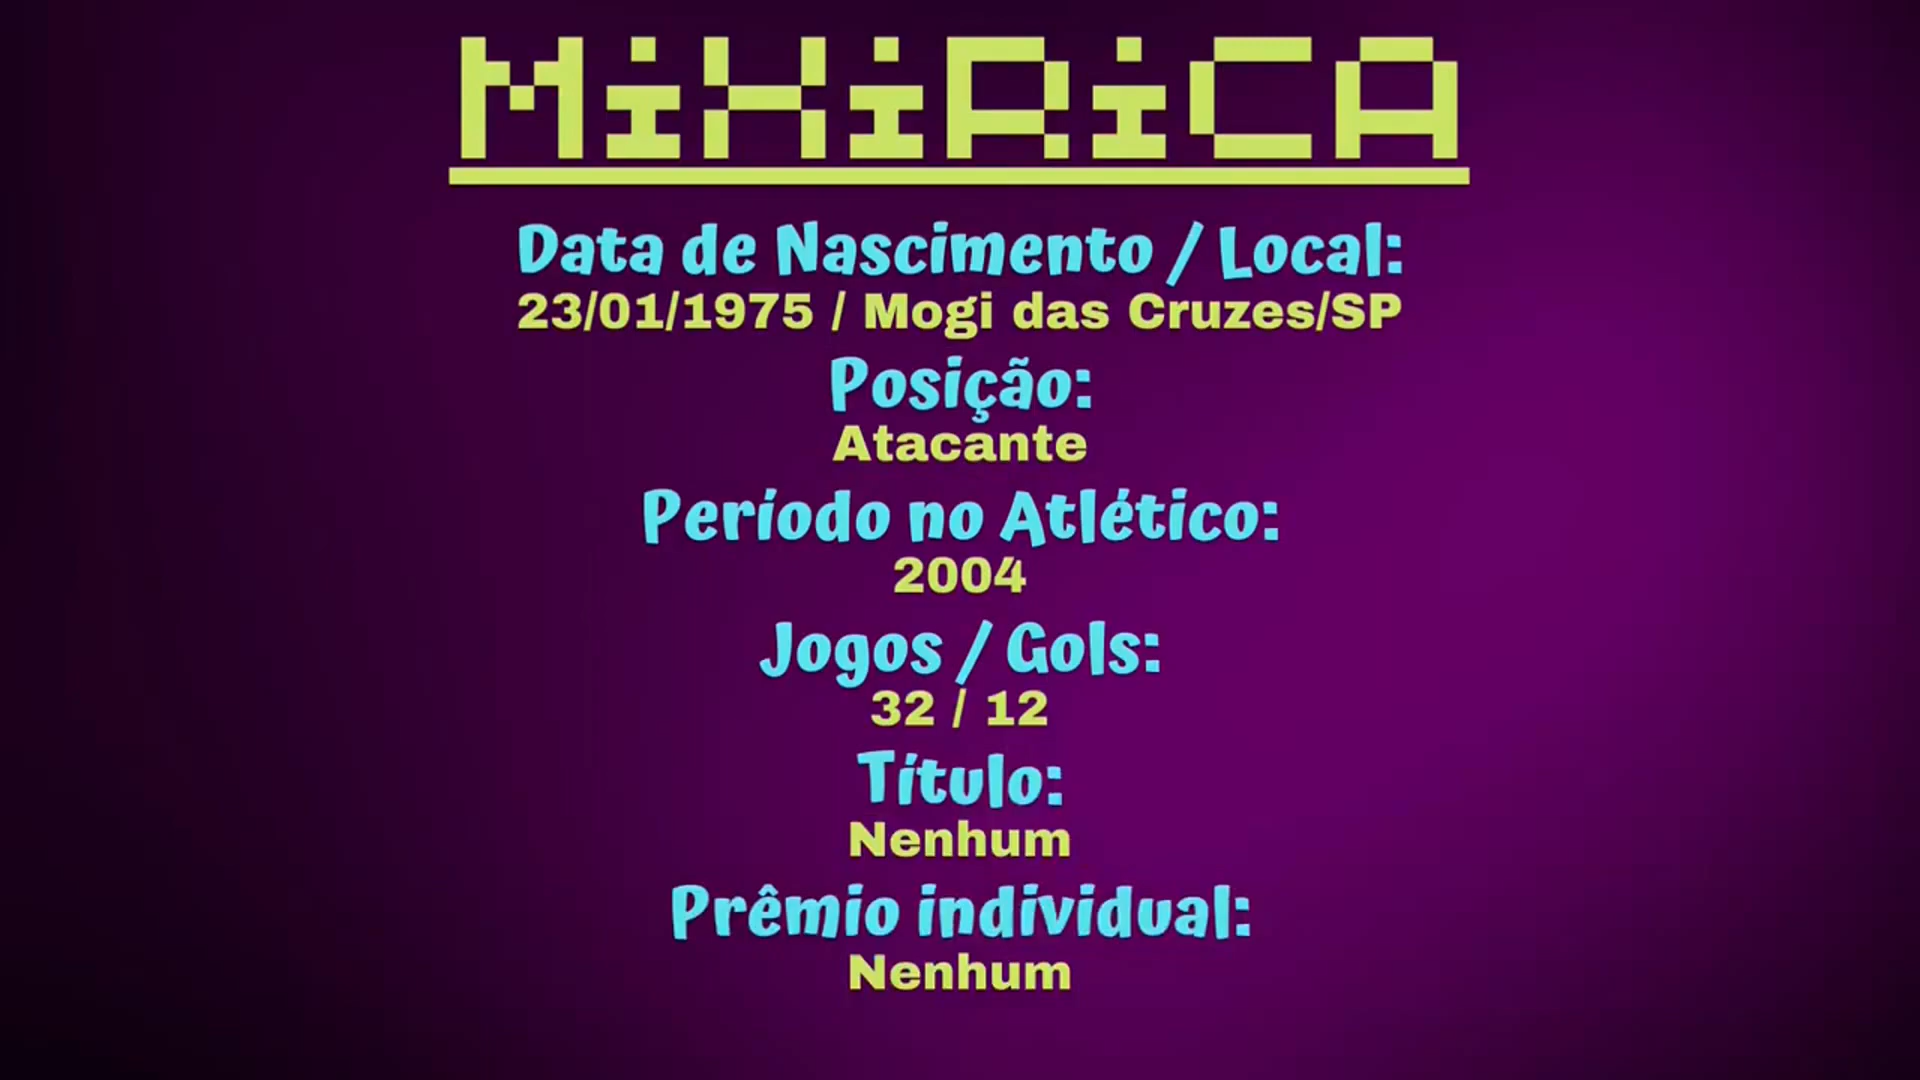 MiXiRiCA
Data de Nascimento / Local:
23/01/1975 / Mogi das Cruzes/SP
Posição:
Atacante
Período no Atlético:
2004
Jogos / Gols:
32 / 12
Título:
Nenhum
Prêmio individual:
Nenhum